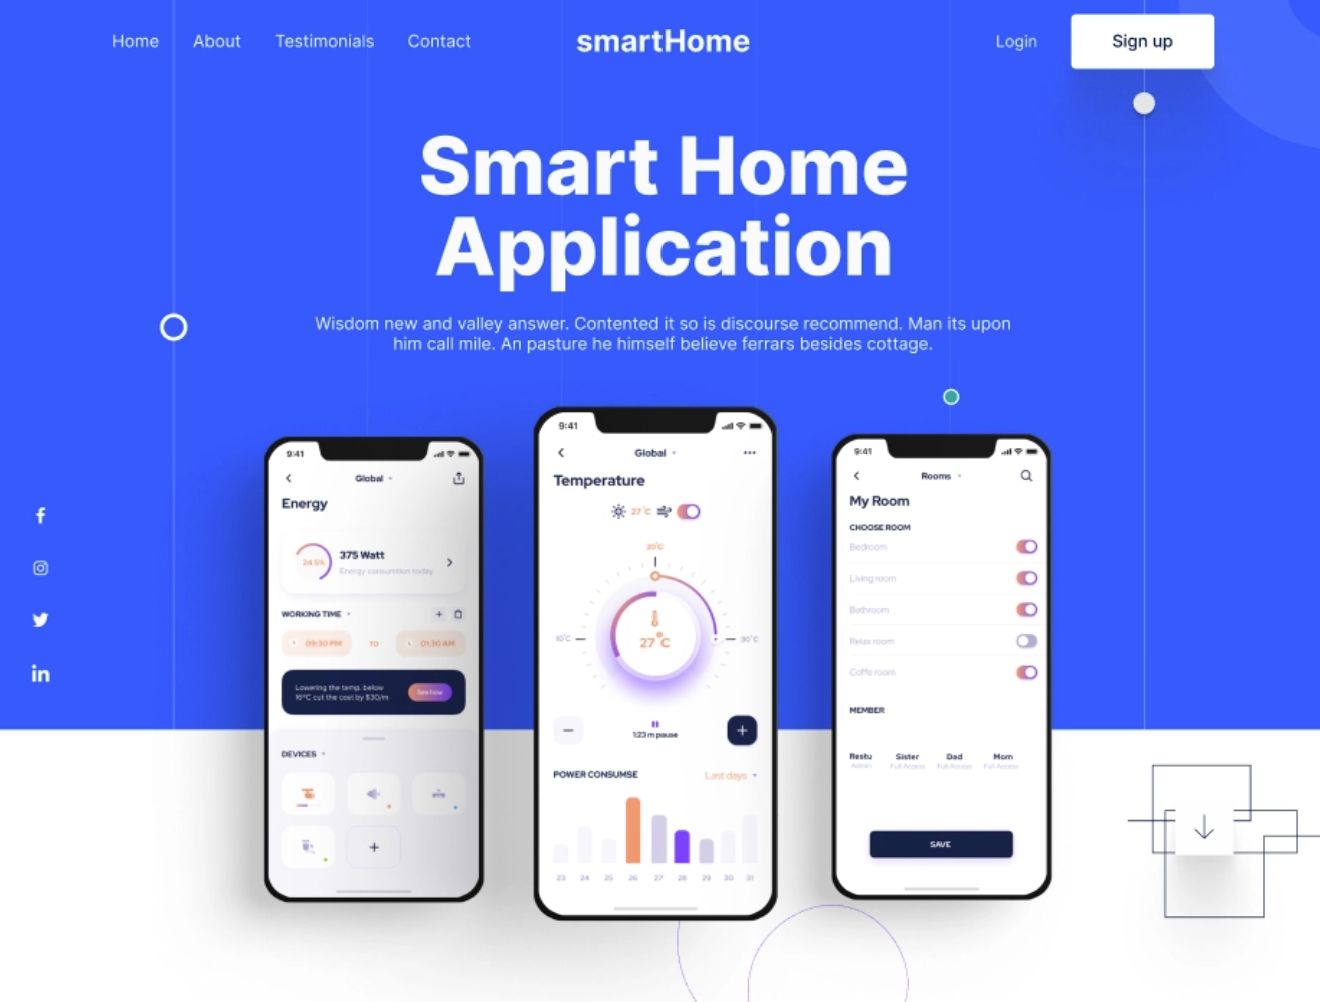 Home About Testimonials Contact smartHome Login Sign up
Smart Home
Application
Wisdom new and valley answer. Contented it so is discourse recommend. Man its upon
him call mile. An pasture he himself believe ferrars besides cottage.
9:41
Global
Energy
24.5%
375 Watt
Energy consumtion today
WORKING TIME
09:30 PM TO 01:30 AM
Lowering the temp. below
16°C cut the cost by $30/m
See how
DEVICES
9:41
Global
Temperature
27°C
20°C
10°C
30°C
27°C
1:23 m pause
POWER CONSUMSE Last days
23 24 25 26 27 28 29 30 31
9:41
Rooms
My Room
CHOOSE ROOM
Bedroom
Living room
Bathroom
Relax room
Coffe room
MEMBER
Restu Sister Dad Mom
Admin Full Access Full Access Full Access
SAVE